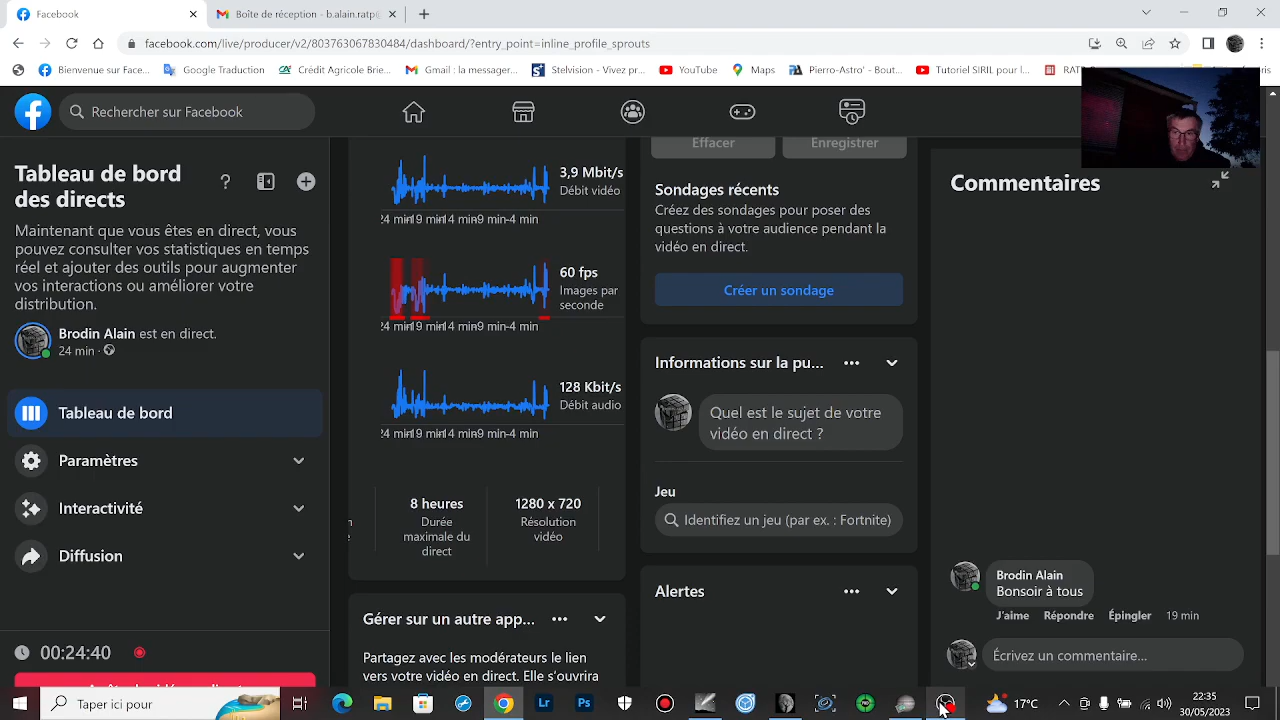 Facebook
Boîte de réception - b.alain.ratp
facebook.com/live/producer/v2/803763067830484/dashboard/?entry_point=inline_profile_sprouts
Bienvenue sur Face...
Google Traduction
Crédit Agricole Brie...
Gmail : la message...
Stelvision - Vivez pr...
YouTube
Maps
Pierro-Astro' - Bout...
Tutoriel SIRIL pour l...
Rechercher sur Facebook
Tableau de bord
des directs
Maintenant que vous êtes en direct, vous
pouvez consulter vos statistiques en temps
réel et ajouter des outils pour augmenter
vos interactions ou améliorer votre
distribution.
Brodin Alain est en direct.
24 min ·
Tableau de bord
Paramètres
Interactivité
Diffusion
00:24:40
3,9 Mbit/s
Débit vidéo
60 fps
Images par
seconde
128 Kbit/s
Débit audio
8 heures
Durée
maximale du
direct
1280 x 720
Résolution
vidéo
Gérer sur un autre app...
Partagez avec les modérateurs le lien
vers votre vidéo en direct. Elle s'ouvrira
Effacer
Enregistrer
Sondages récents
Créez des sondages pour poser des
questions à votre audience pendant la
vidéo en direct.
Créer un sondage
Informations sur la pu...
Quel est le sujet de votre
vidéo en direct ?
Jeu
Identifiez un jeu (par ex. : Fortnite)
Alertes
Commentaires
Brodin Alain
Bonsoir à tous
J'aime Répondre Épingler 19 min
Écrivez un commentaire...
Taper ici pour
17°C
22:35
30/05/2023